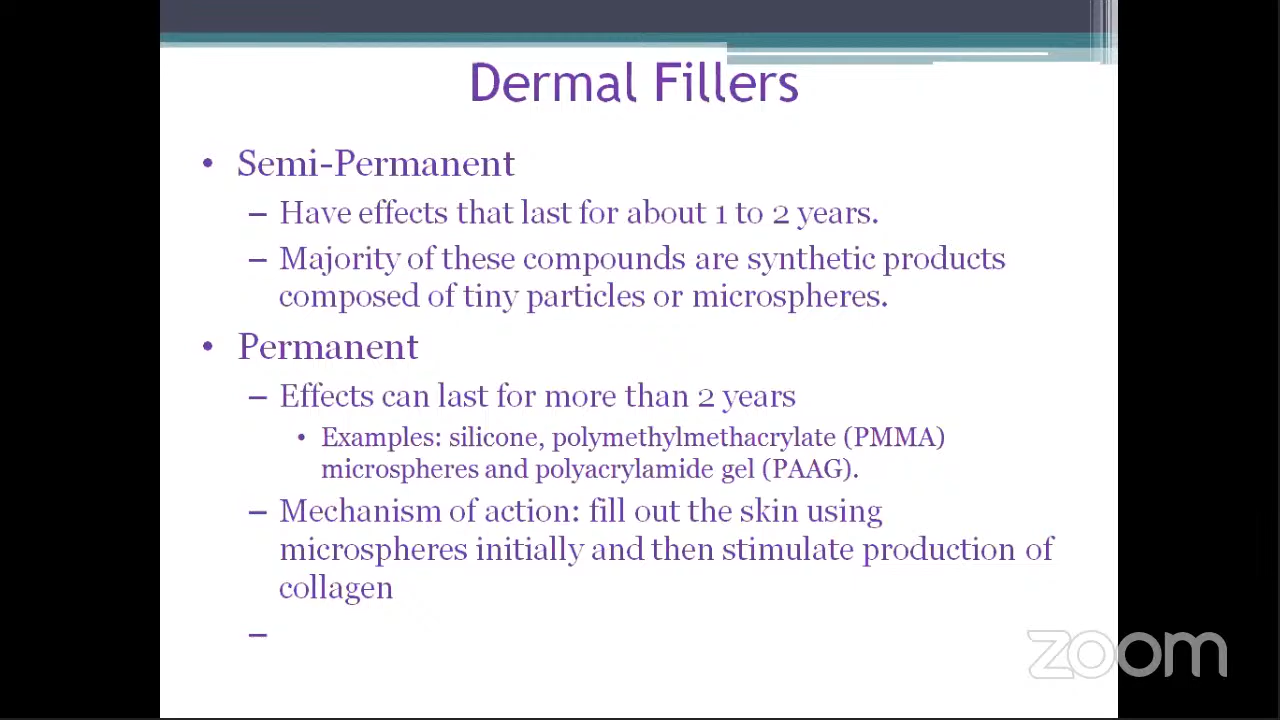 Dermal Fillers
• Semi-Permanent
– Have effects that last for about 1 to 2 years.
– Majority of these compounds are synthetic products
composed of tiny particles or microspheres.
• Permanent
– Effects can last for more than 2 years
• Examples: silicone, polymethylmethacrylate (PMMA)
microspheres and polyacrylamide gel (PAAG).
– Mechanism of action: fill out the skin using
microspheres initially and then stimulate production of
collagen
–
zoom